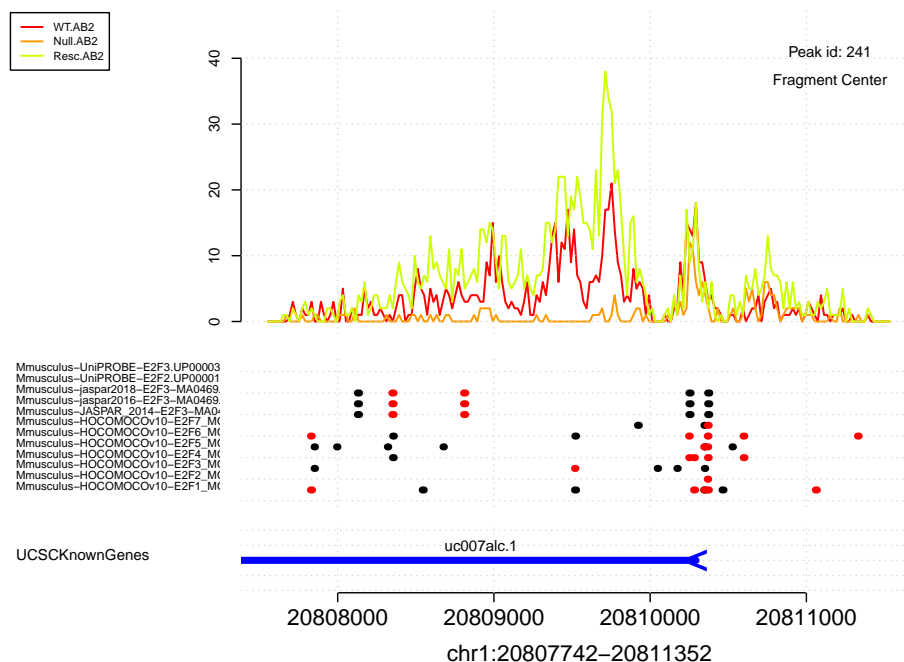 WT.AB2
Null.AB2
Resc.AB2
Peak id: 241
Fragment Center
40
30
20
10
0
Mmusculus−UniPROBE−E2F3.UP00003
Mmusculus−UniPROBE−E2F2.UP00001
Mmusculus−jaspar2018−E2F3−MA0469.
Mmusculus−jaspar2016−E2F3−MA0469.
Mmusculus−JASPAR_2014−E2F3−MA04
Mmusculus−HOCOMOCOv10−E2F7_MO
Mmusculus−HOCOMOCOv10−E2F6_MO
Mmusculus−HOCOMOCOv10−E2F5_MO
Mmusculus−HOCOMOCOv10−E2F4_MO
Mmusculus−HOCOMOCOv10−E2F3_MO
Mmusculus−HOCOMOCOv10−E2F2_MO
Mmusculus−HOCOMOCOv10−E2F1_MO
uc007alc.1
UCSCKnownGenes
20808000 20809000 20810000 20811000
chr1:20807742−20811352